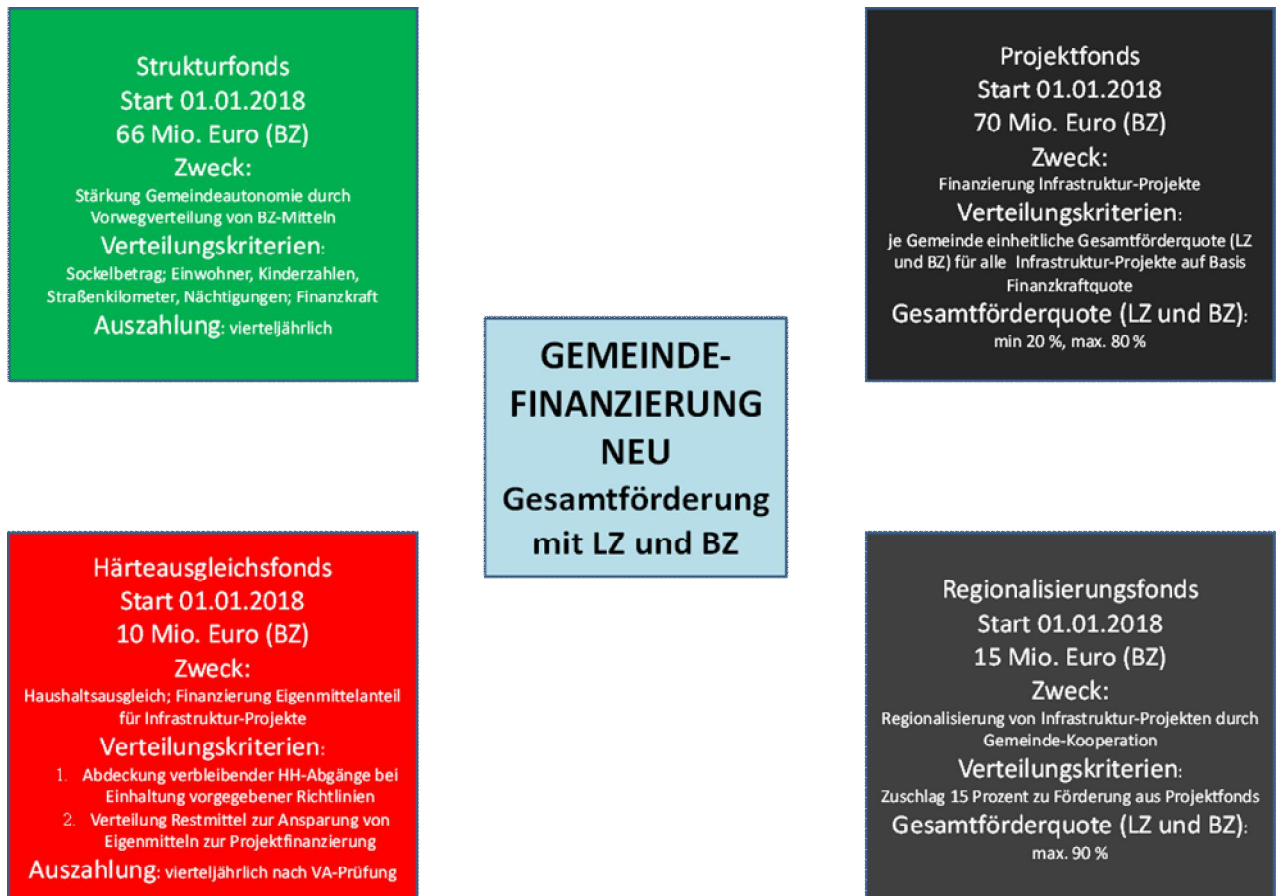 Strukturfonds
Start 01.01.2018
66 Mio. Euro (BZ)
Zweck:
Stärkung Gemeindeautonomie durch
Vorwegverteilung von BZ-Mitteln
Verteilungskriterien:
Sockelbetrag; Einwohner, Kinderzahlen,
Straßenkilometer, Nächtigungen; Finanzkraft
Auszahlung: vierteljährlich
Projektfonds
Start 01.01.2018
70 Mio. Euro (BZ)
Zweck:
Finanzierung Infrastruktur-Projekte
Verteilungskriterien:
je Gemeinde einheitliche Gesamtförderquote (LZ
und BZ) für alle Infrastruktur-Projekte auf Basis
Finanzkraftquote
Gesamtförderquote (LZ und BZ):
min 20 %, max. 80 %
GEMEINDE-
FINANZIERUNG
NEU
Gesamtförderung
mit LZ und BZ
Härteausgleichsfonds
Start 01.01.2018
10 Mio. Euro (BZ)
Zweck:
Haushaltsausgleich; Finanzierung Eigenmittelanteil
für Infrastruktur-Projekte
Verteilungskriterien:
1. Abdeckung verbleibender HH-Abgänge bei
Einhaltung vorgegebener Richtlinien
2. Verteilung Restmittel zur Ansparung von
Eigenmitteln zur Projektfinanzierung
Auszahlung: vierteljährlich nach VA-Prüfung
Regionalisierungsfonds
Start 01.01.2018
15 Mio. Euro (BZ)
Zweck:
Regionalisierung von Infrastruktur-Projekten durch
Gemeinde-Kooperation
Verteilungskriterien:
Zuschlag 15 Prozent zu Förderung aus Projektfonds
Gesamtförderquote (LZ und BZ):
max. 90 %